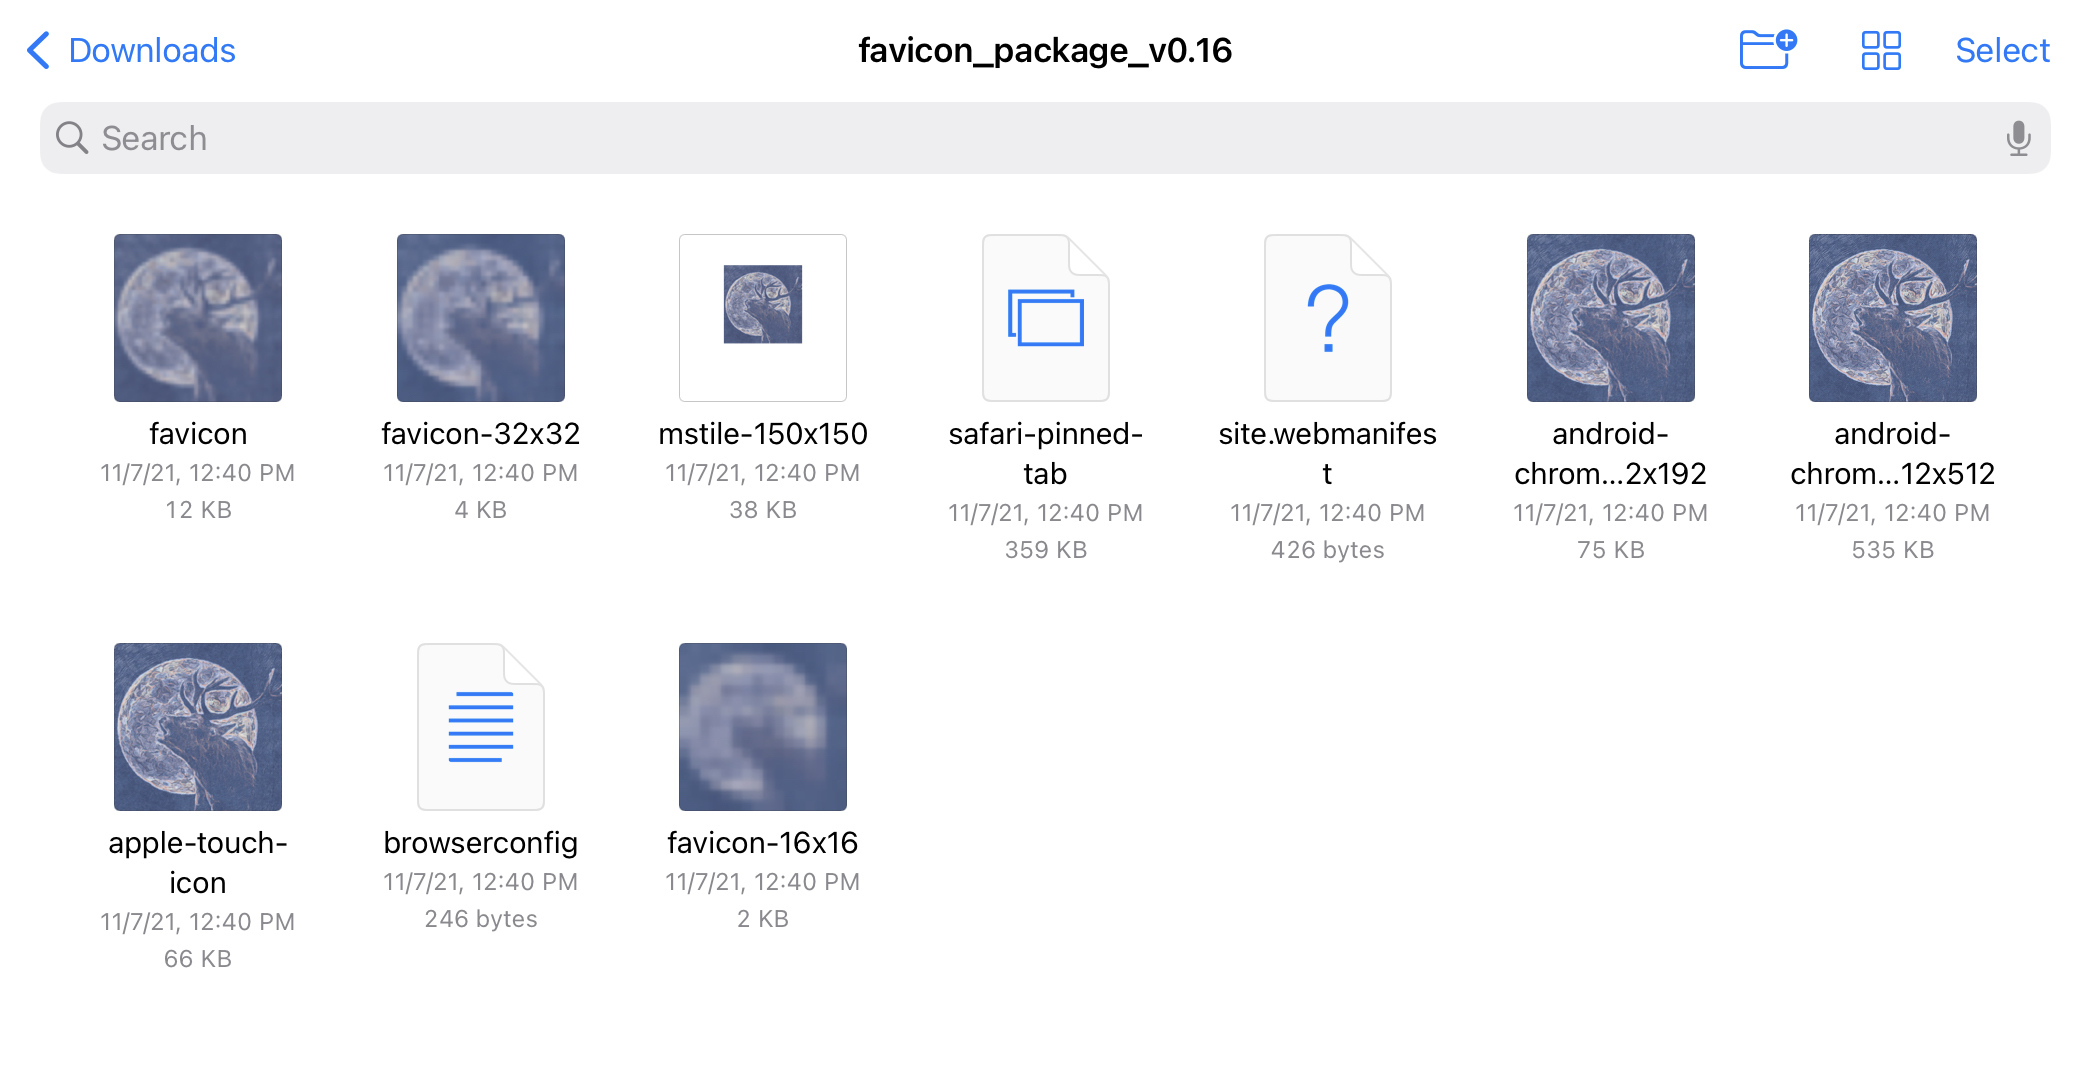 Downloads
favicon_package_v0.16
Select
Search
favicon
11/7/21, 12:40 PM
12 KB
favicon-32x32
11/7/21, 12:40 PM
4 KB
mstile-150x150
11/7/21, 12:40 PM
38 KB
safari-pinned-
tab
11/7/21, 12:40 PM
359 KB
site.webmanifes
t
11/7/21, 12:40 PM
426 bytes
android-
chrom...2x192
11/7/21, 12:40 PM
75 KB
android-
chrom...12x512
11/7/21, 12:40 PM
535 KB
apple-touch-
icon
11/7/21, 12:40 PM
66 KB
browserconfig
11/7/21, 12:40 PM
246 bytes
favicon-16x16
11/7/21, 12:40 PM
2 KB